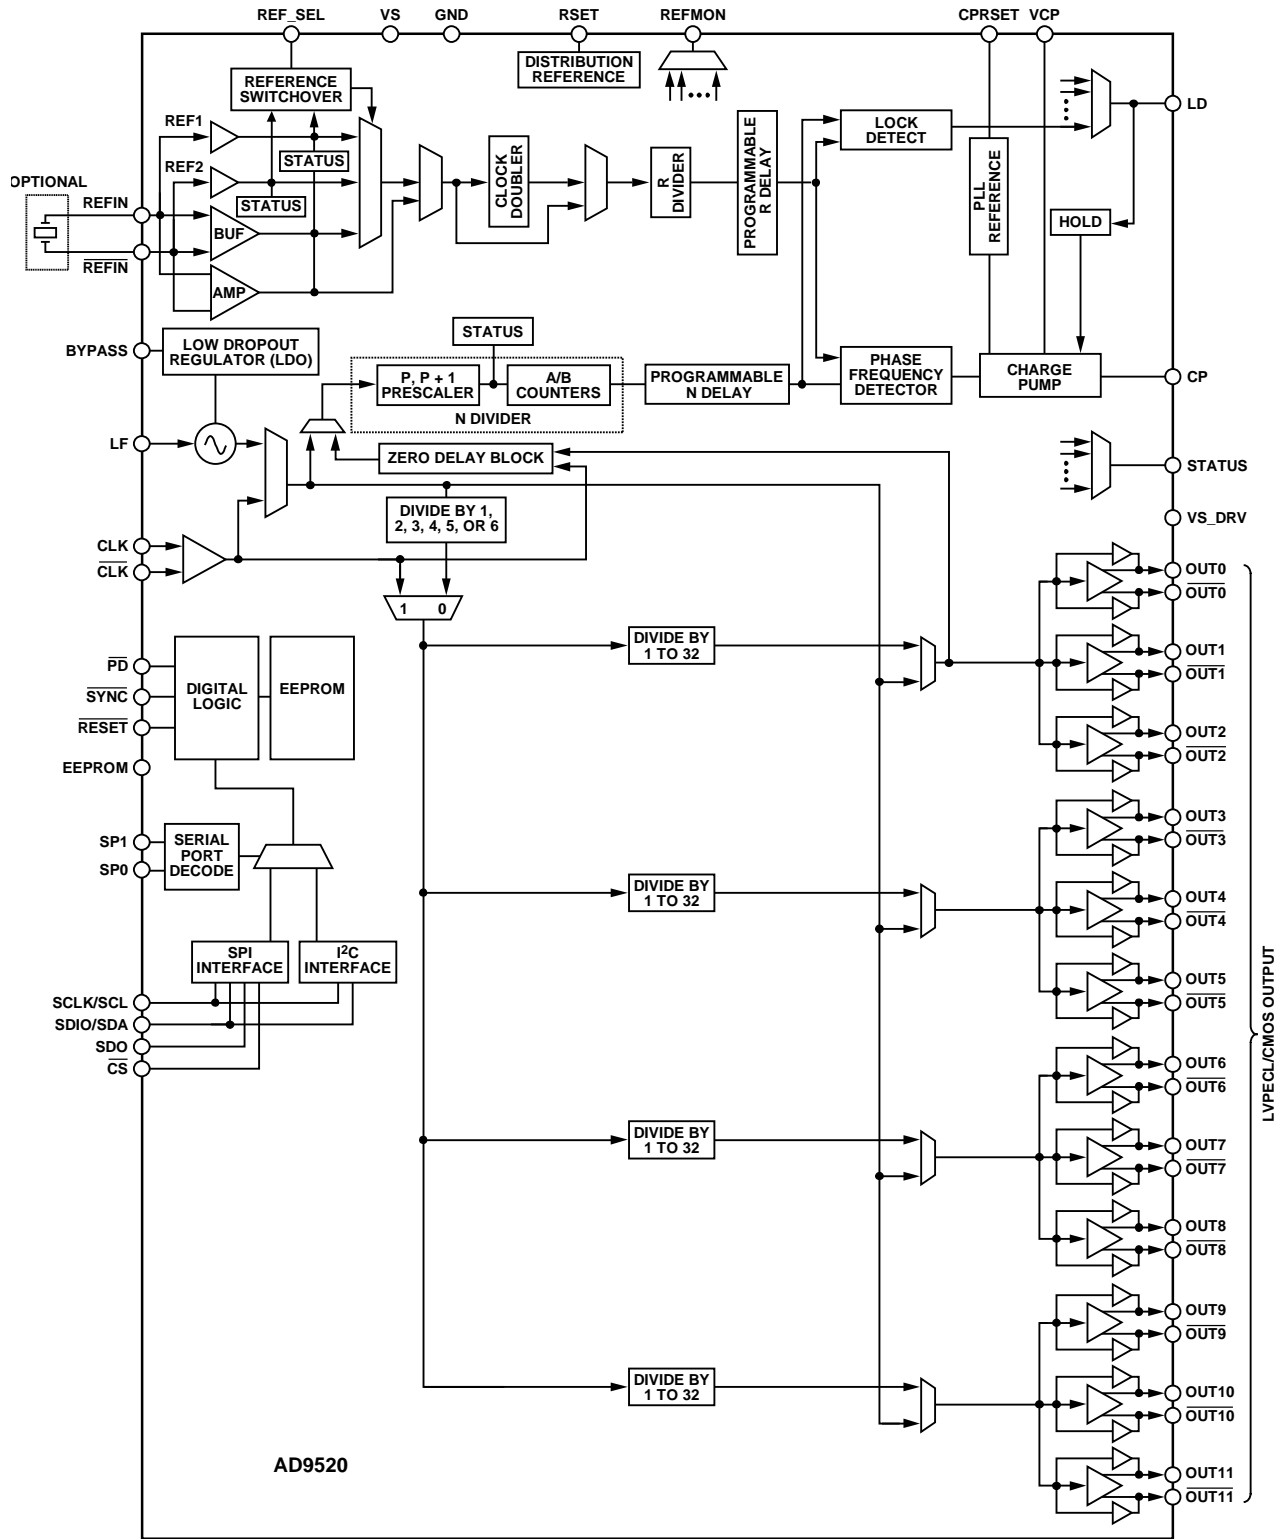 REF_SEL
VS
GND
RSET
REFMON
CPRSET
VCP
DISTRIBUTION
REFERENCE
REFERENCE
SWITCHOVER
REF1
REF2
STATUS
STATUS
OPTIONAL
REFIN
REFIN
BUF
AMP
CLOCK
DOUBLER
R
DIVIDER
PROGRAMMABLE
R DELAY
LOCK
DETECT
PLL
REFERENCE
HOLD
LD
BYPASS
LOW DROPOUT
REGULATOR (LDO)
STATUS
P, P + 1
PRESCALER
A/B
COUNTERS
N DIVIDER
PROGRAMMABLE
N DELAY
PHASE
FREQUENCY
DETECTOR
CHARGE
PUMP
CP
LF
ZERO DELAY BLOCK
STATUS
DIVIDE BY 1,
2, 3, 4, 5, OR 6
VS_DRV
CLK
CLK
1 0
OUT0
OUT0
DIVIDE BY
1 TO 32
OUT1
OUT1
OUT2
OUT2
PD
SYNC
RESET
DIGITAL
LOGIC
EEPROM
EEPROM
SP1
SP0
SERIAL
PORT
DECODE
OUT3
OUT3
DIVIDE BY
1 TO 32
OUT4
OUT4
OUT5
OUT5
SPI
INTERFACE
I²C
INTERFACE
SCLK/SCL
SDIO/SDA
SDO
CS
LVPECL/CMOS OUTPUT
OUT6
OUT6
DIVIDE BY
1 TO 32
OUT7
OUT7
OUT8
OUT8
OUT9
OUT9
DIVIDE BY
1 TO 32
OUT10
OUT10
OUT11
OUT11
AD9520